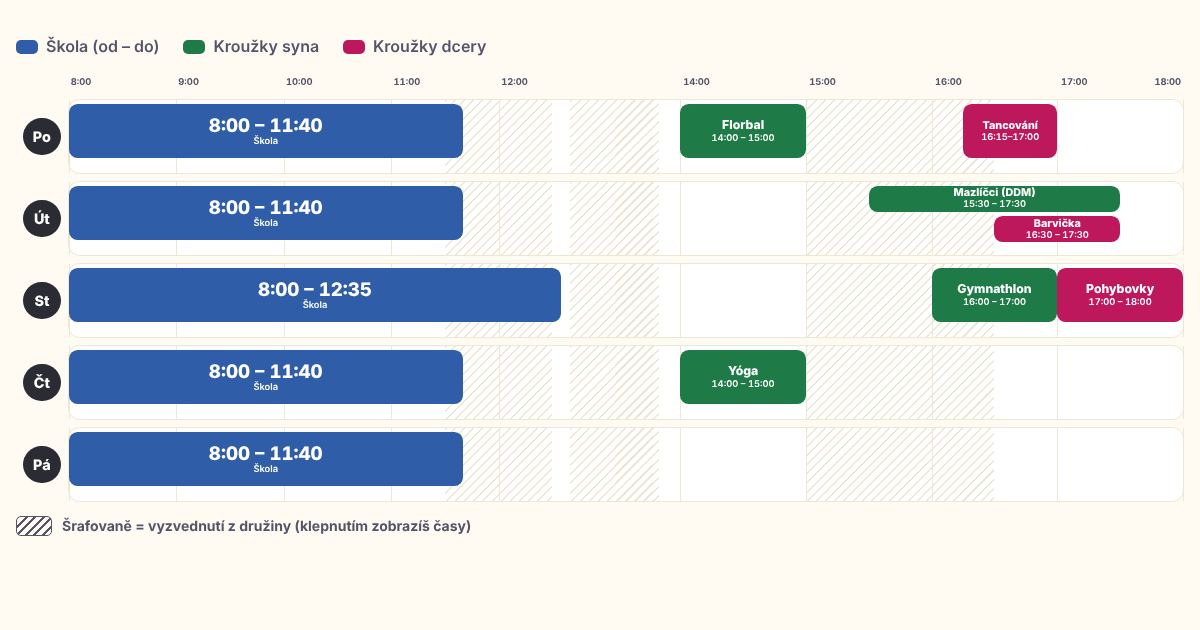 Škola (od – do) Kroužky syna Kroužky dcery
8:00 9:00 10:00 11:00 12:00 14:00 15:00 16:00 17:00 18:00
Po
8:00 – 11:40
Škola
Florbal
14:00 – 15:00
Tancování
16:15–17:00
Út
8:00 – 11:40
Škola
Mazlíčci (DDM)
15:30 – 17:30
Barvička
16:30 – 17:30
St
8:00 – 12:35
Škola
Gymnathlon
16:00 – 17:00
Pohybovky
17:00 – 18:00
Čt
8:00 – 11:40
Škola
Yóga
14:00 – 15:00
Pá
8:00 – 11:40
Škola
Šrafovaně = vyzvednutí z družiny (klepnutím zobrazíš časy)